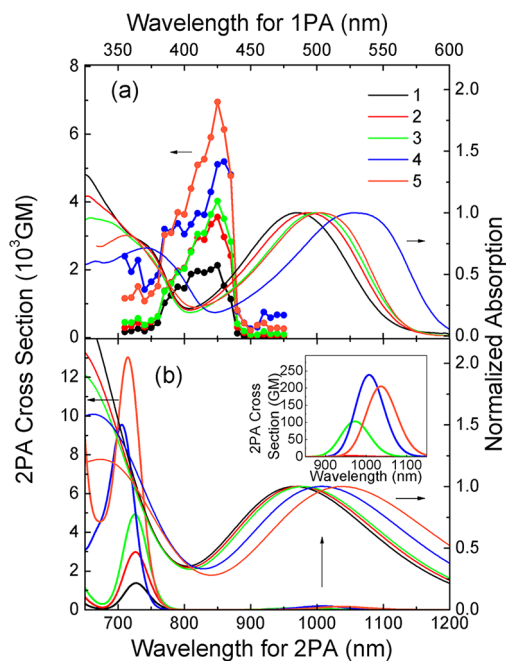 Wavelength for 1PA (nm)
350 400 450 500 550 600
8
6
4
2
0
(a)
1
2
3
4
5
2.0
1.5
1.0
0.5
0.0
2PA Cross Section (10³GM)
Normalized Absorption
12
10
8
6
4
2
0
(b)
2.0
1.5
1.0
0.5
0.0
250
200
150
100
50
0
2PA Cross
Section (GM)
900 1000 1100
Wavelength (nm)
700 800 900 1000 1100 1200
Wavelength for 2PA (nm)